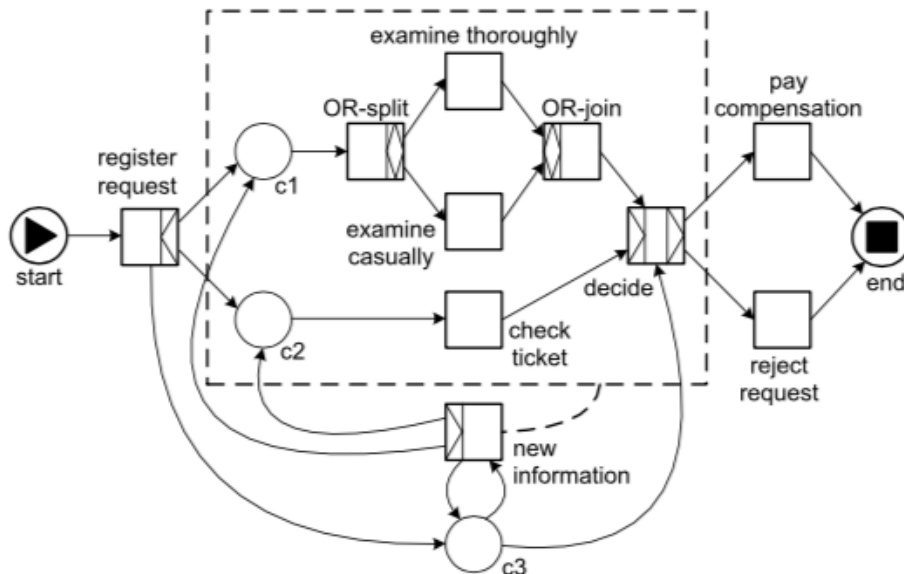 examine thoroughly
pay
compensation
OR-split
OR-join
register
request
c1
examine
casually
start
decide
end
c2
check
ticket
reject
request
new
information
c3